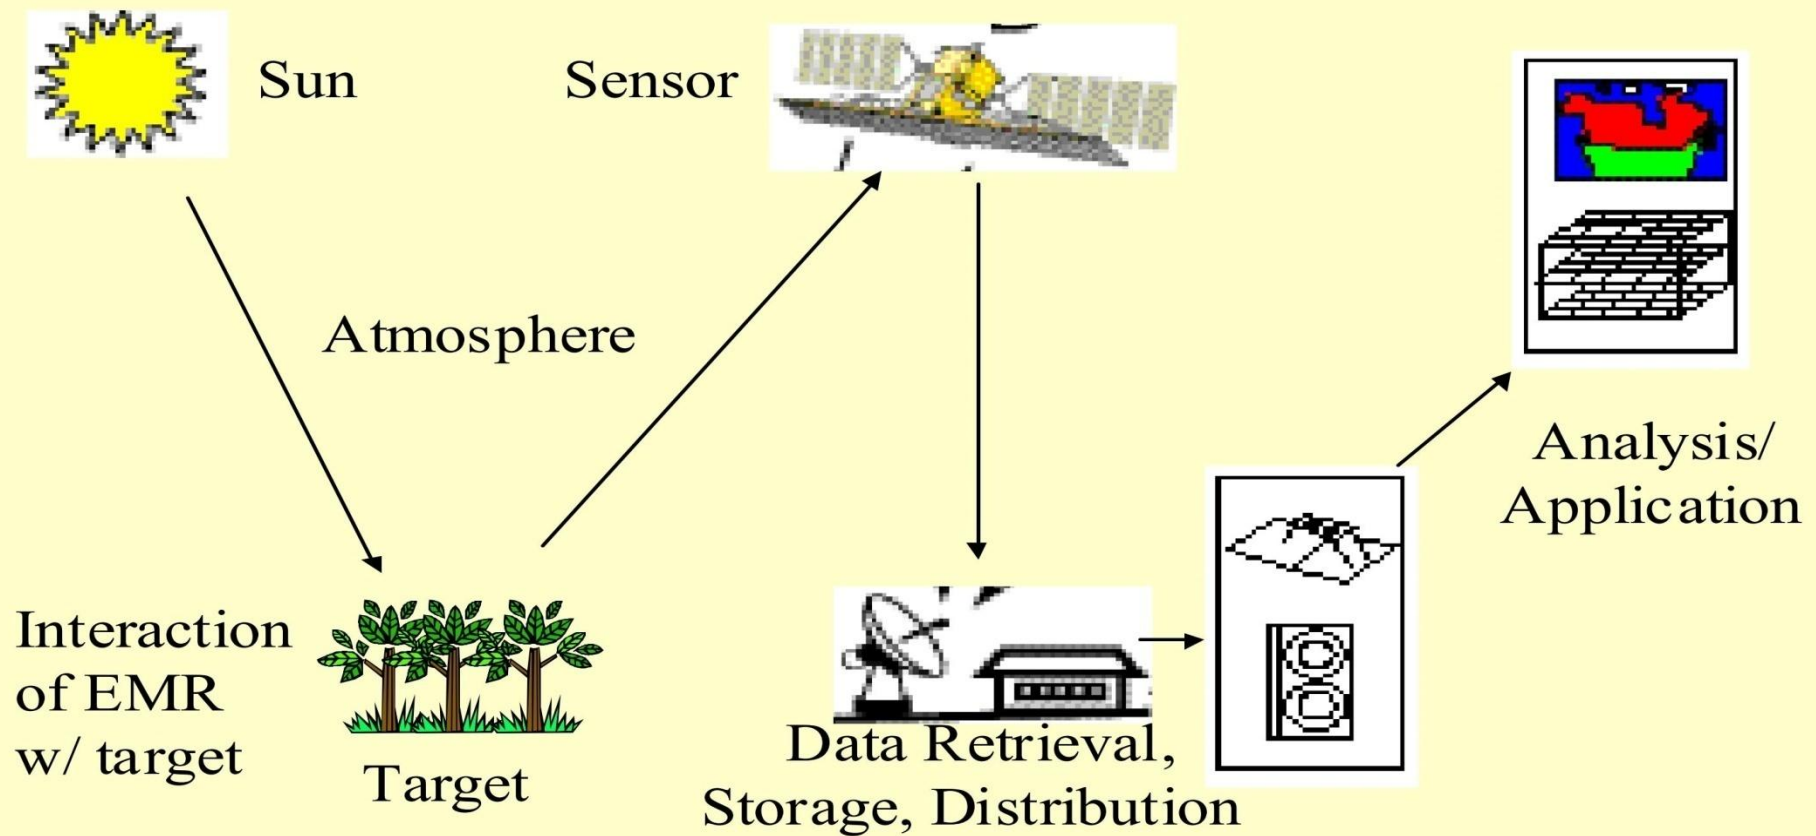 Sun
Sensor
Atmosphere
Analysis/
Application
Interaction
of EMR
w/ target
Target
Data Retrieval,
Storage, Distribution